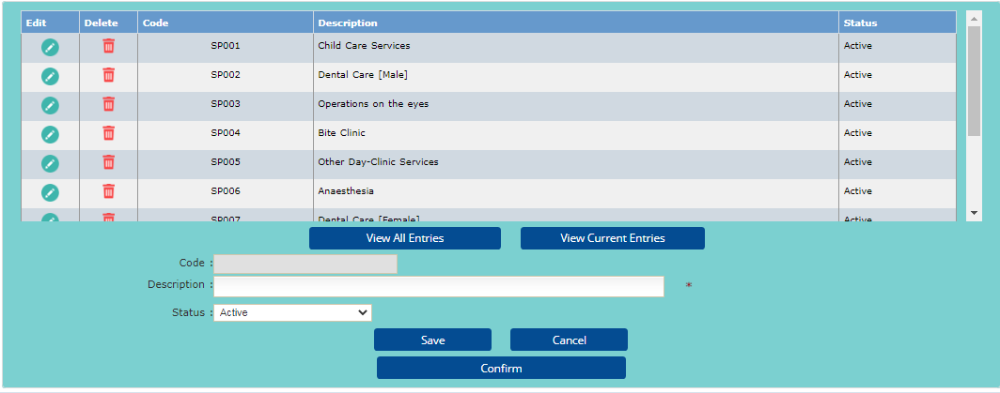 Edit Delete Code Description Status
SP001 Child Care Services Active
SP002 Dental Care [Male] Active
SP003 Operations on the eyes Active
SP004 Bite Clinic Active
SP005 Other Day-Clinic Services Active
SP006 Anaesthesia Active
SP007 Dental Care [Female] Active
View All Entries View Current Entries
Code :
Description : *
Status : Active
Save Cancel
Confirm